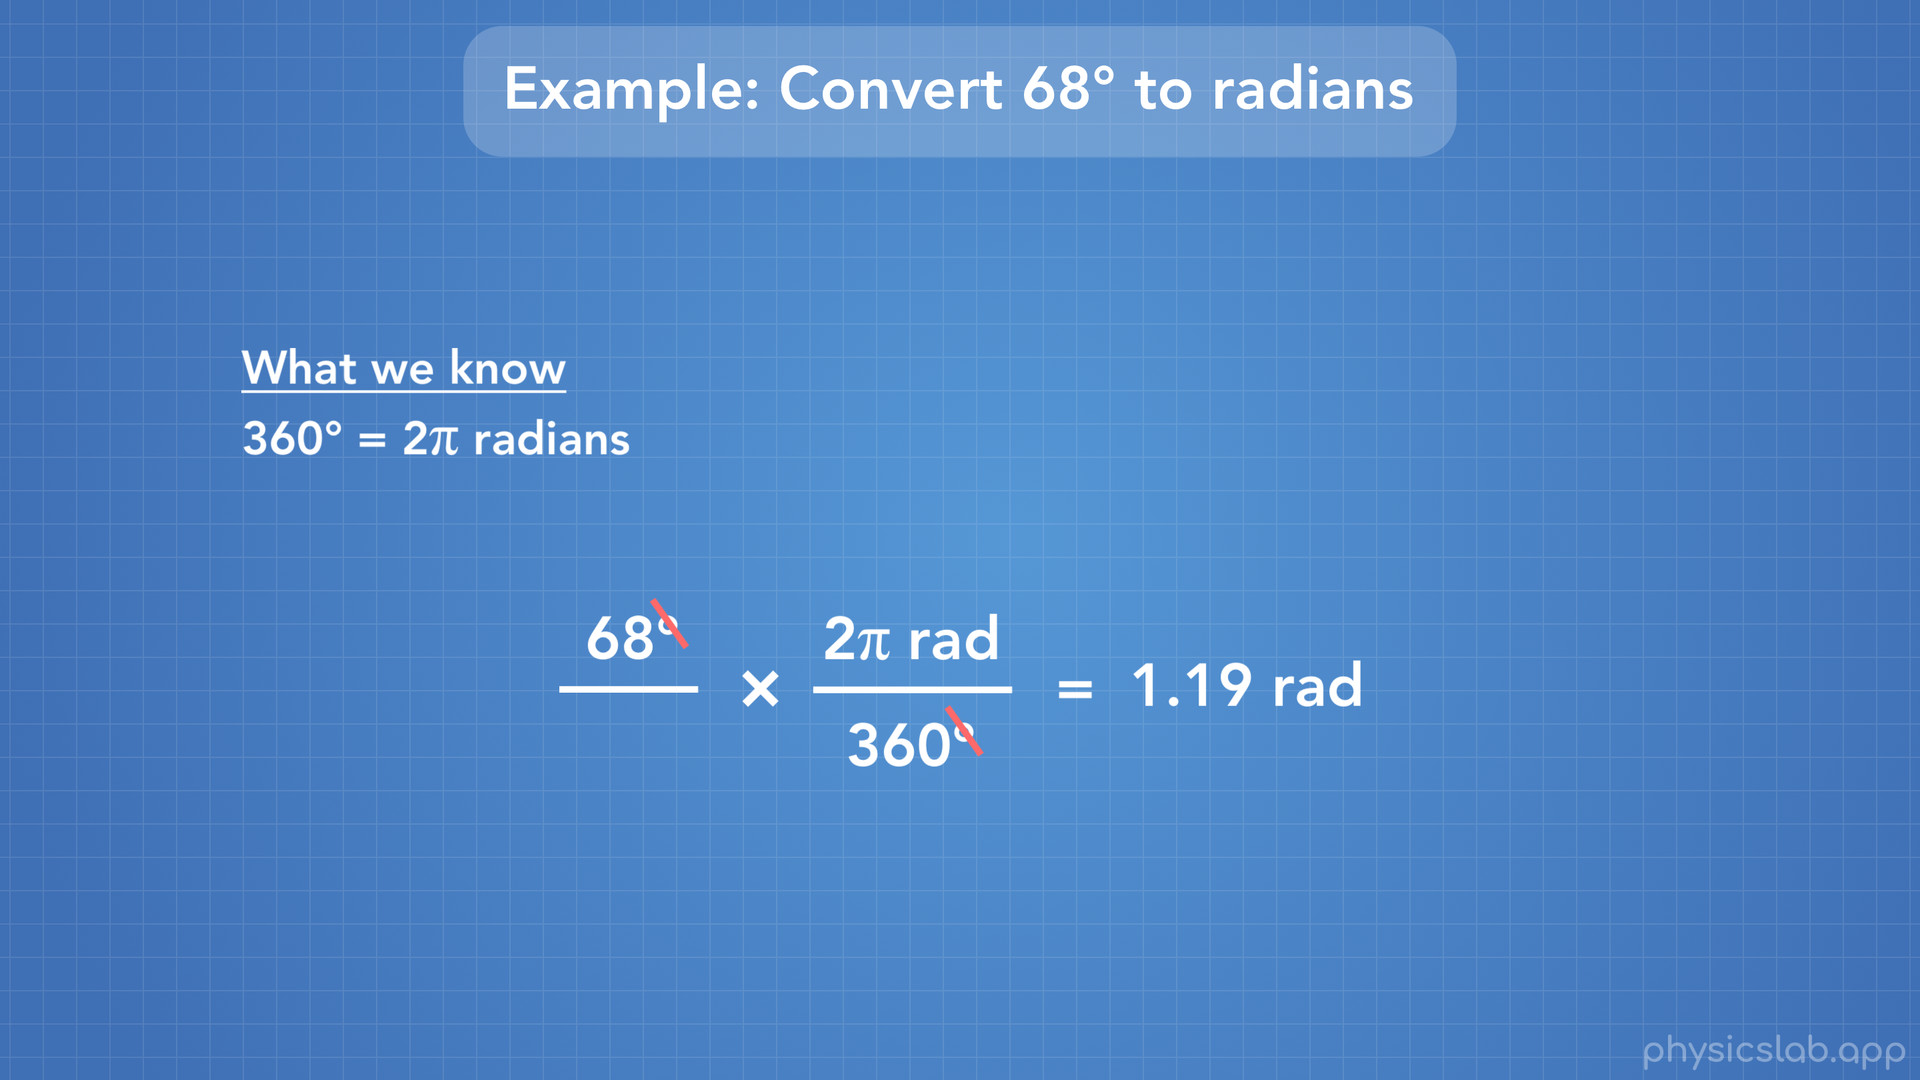 Example: Convert 68° to radians
What we know
360° = 2π radians
68° × 2π rad / 360° = 1.19 rad
physicslab.app